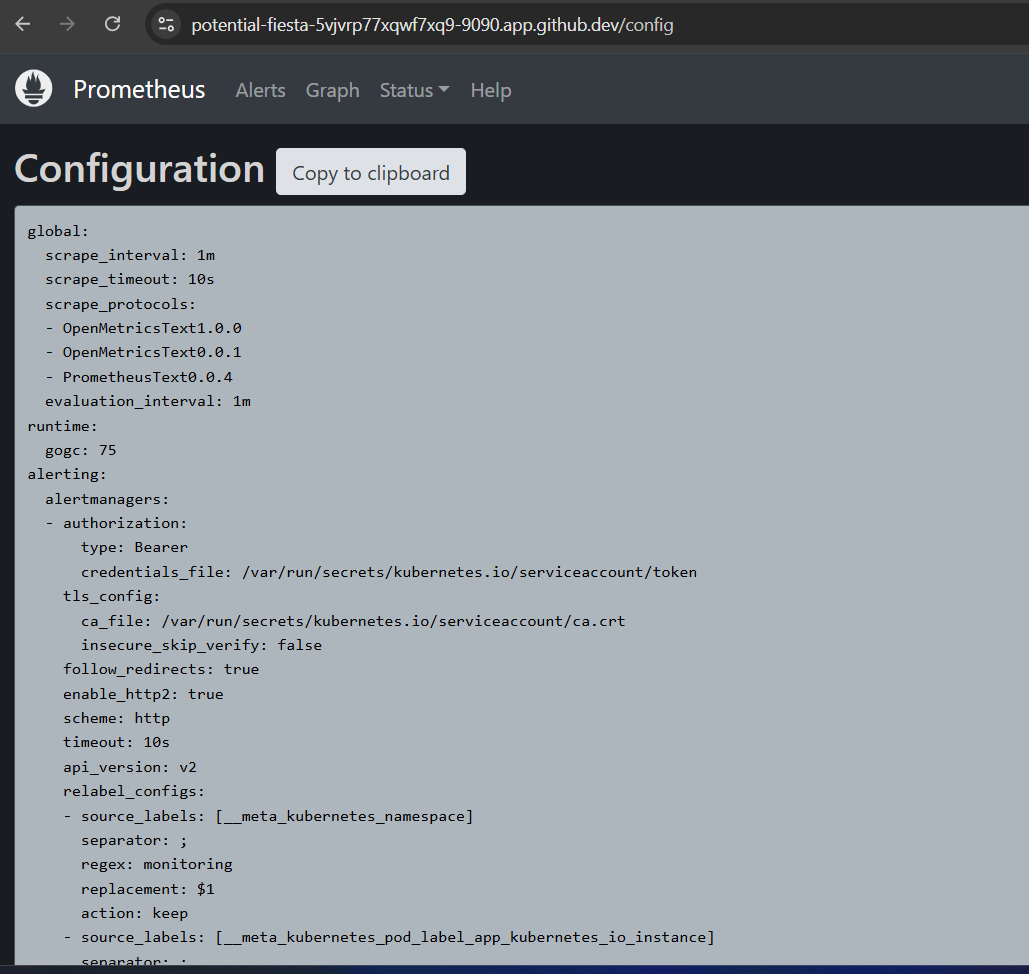 potential-fiesta-5vjvrp77xqwf7xq9-9090.app.github.dev/config
Prometheus Alerts Graph Status Help
Configuration Copy to clipboard
global:
  scrape_interval: 1m
  scrape_timeout: 10s
  scrape_protocols:
  - OpenMetricsText1.0.0
  - OpenMetricsText0.0.1
  - PrometheusText0.0.4
  evaluation_interval: 1m
runtime:
  gogc: 75
alerting:
  alertmanagers:
  - authorization:
      type: Bearer
      credentials_file: /var/run/secrets/kubernetes.io/serviceaccount/token
    tls_config:
      ca_file: /var/run/secrets/kubernetes.io/serviceaccount/ca.crt
      insecure_skip_verify: false
    follow_redirects: true
    enable_http2: true
    scheme: http
    timeout: 10s
    api_version: v2
    relabel_configs:
    - source_labels: [__meta_kubernetes_namespace]
      separator: ;
      regex: monitoring
      replacement: $1
      action: keep
    - source_labels: [__meta_kubernetes_pod_label_app_kubernetes_io_instance]
      separator: ;